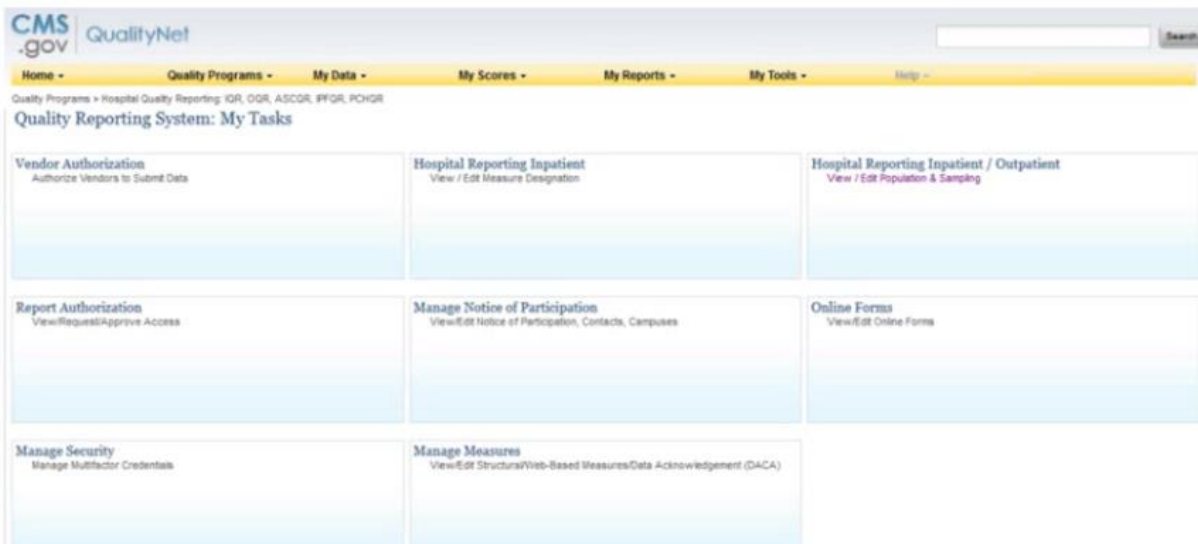 CMS
.gov
QualityNet
Search
Home
Quality Programs
My Data
My Scores
My Reports
My Tools
Help
Quality Programs > Hospital Quality Reporting: IQR, OQR, ASCQR, IPFQR, PCHQR
Quality Reporting System: My Tasks
Vendor Authorization
Authorize Vendors to Submit Data
Hospital Reporting Inpatient
View / Edit Measure Designation
Hospital Reporting Inpatient / Outpatient
View / Edit Population & Sampling
Report Authorization
View/Request/Approve Access
Manage Notice of Participation
View/Edit Notice of Participation, Contacts, Campuses
Online Forms
View/Edit Online Forms
Manage Security
Manage Multifactor Credentials
Manage Measures
View/Edit Structural/Web-Based Measures/Data Acknowledgement (DACA)